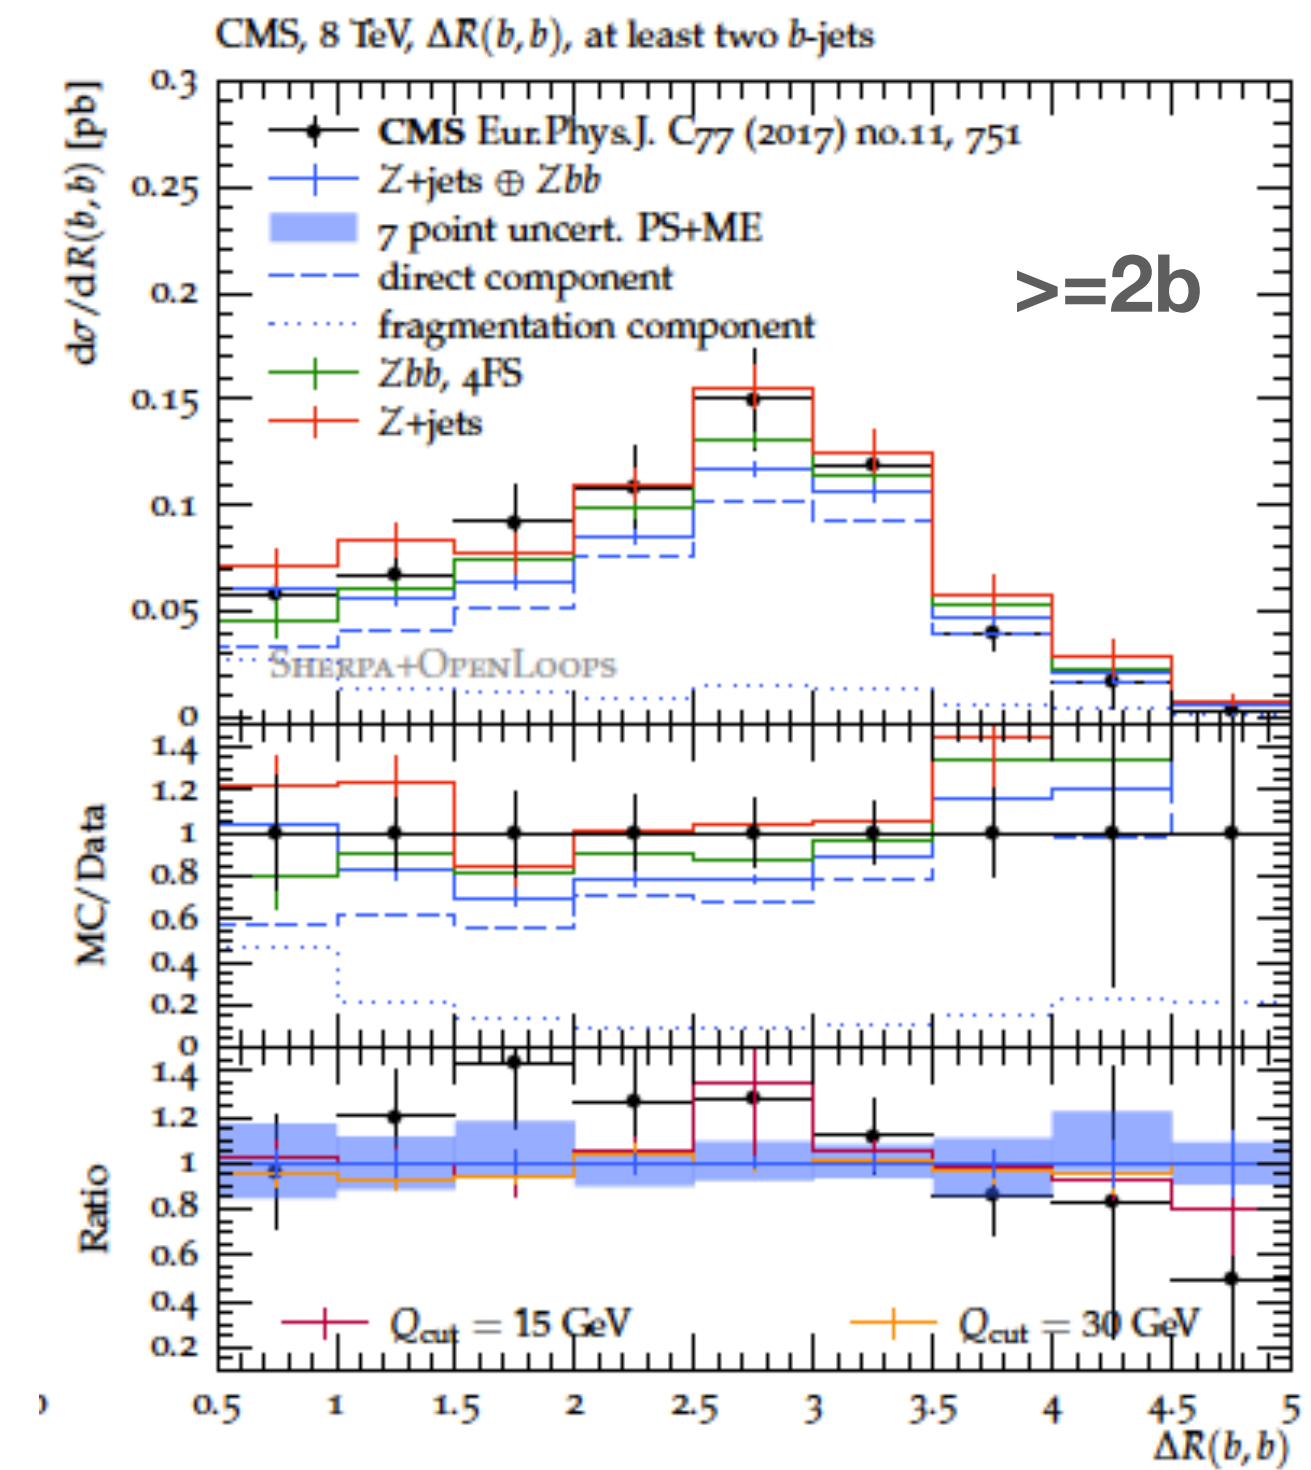 CMS, 8 TeV, ΔR(b, b), at least two b-jets
dσ/dR(b, b) [pb]
0.3
0.25
0.2
0.15
0.1
0.05
0
CMS Eur.Phys.J. C77 (2017) no.11, 751
Z+jets ⊕ Zbb
7 point uncert. PS+ME
direct component
fragmentation component
Zbb, 4FS
Z+jets
>=2b
SHERPA+OPENLOOPS
MC/Data
1.4
1.2
1
0.8
0.6
0.4
0.2
0
Ratio
1.4
1.2
1
0.8
0.6
0.4
0.2
Qcut = 15 GeV
Qcut = 30 GeV
0.5 1 1.5 2 2.5 3 3.5 4 4.5 5
ΔR(b, b)